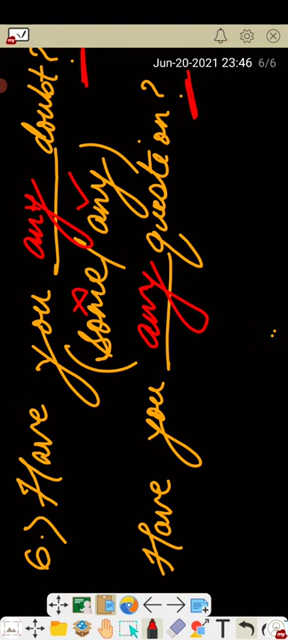 Jun-20-2021 23:46 6/6
6.) Have you any doubt?
(some/any)
Have you any question?